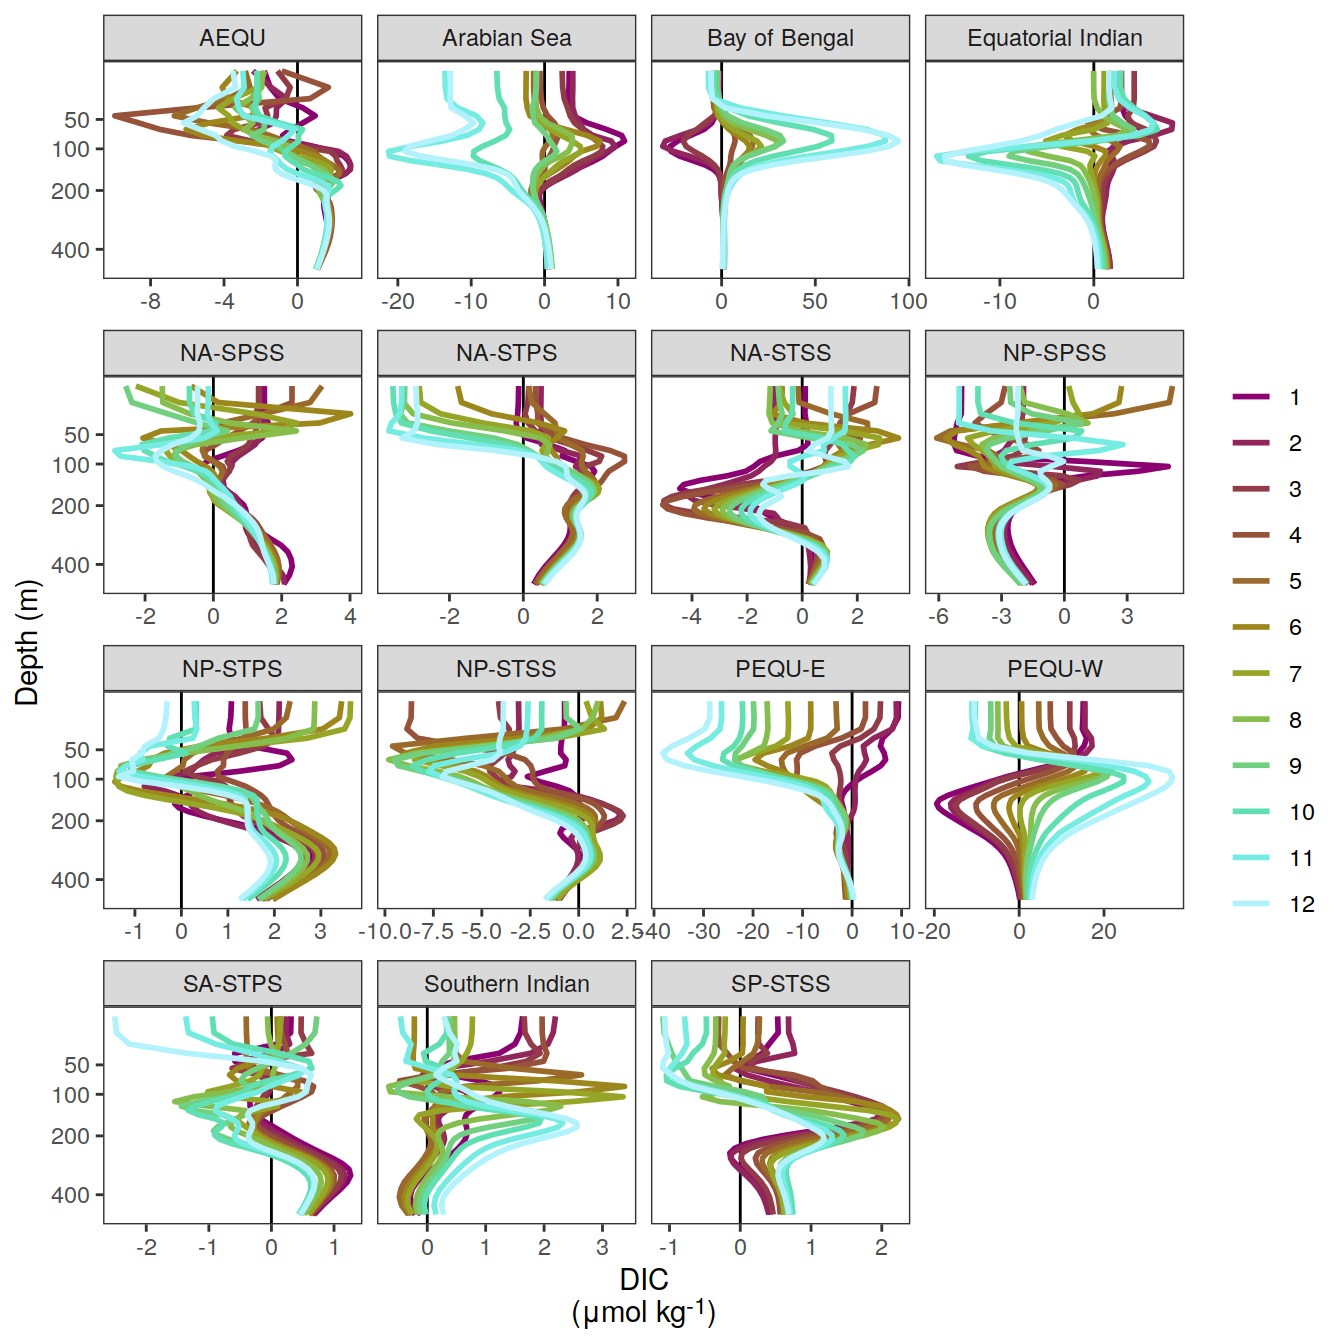 AEQU Arabian Sea Bay of Bengal Equatorial Indian
50
100
200
400
-8 -4 0 -20 -10 0 10 0 50 100 -10 0
NA-SPSS NA-STPS NA-STSS NP-SPSS
50
100
200
400
-2 0 2 4 -2 0 2 -4 -2 0 2 -6 -3 0 3
NP-STPS NP-STSS PEQU-E PEQU-W
50
100
200
400
-1 0 1 2 3 -10.0 -7.5 -5.0 -2.5 0.0 2.5 -40 -30 -20 -10 0 10 -20 0 20
SA-STPS Southern Indian SP-STSS
50
100
200
400
-2 -1 0 1 0 1 2 3 -1 0 1 2
Depth (m)
DIC
(µmol kg⁻¹)
1
2
3
4
5
6
7
8
9
10
11
12